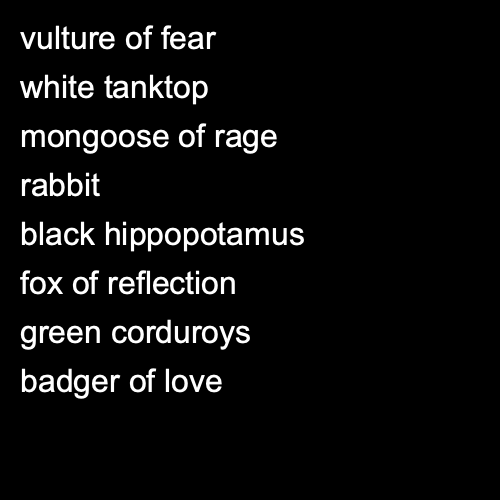 vulture of fear
white tanktop
mongoose of rage
rabbit
black hippopotamus
fox of reflection
green corduroys
badger of love